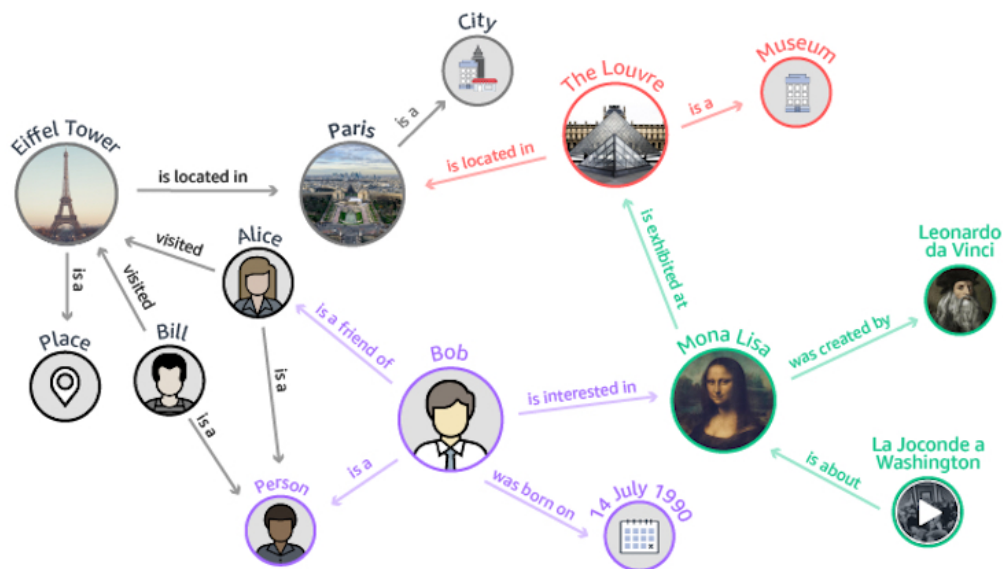 City
The Louvre
Museum
is a
Eiffel Tower
Paris
is a
is located in
is located in
Alice
visited
is exhibited at
Leonardo
da Vinci
is a
visited
Place
Bill
is a friend of
Bob
Mona Lisa
was created by
is a
is interested in
is a
is a
La Joconde a
Washington
is about
Person
was born on
14 July 1990